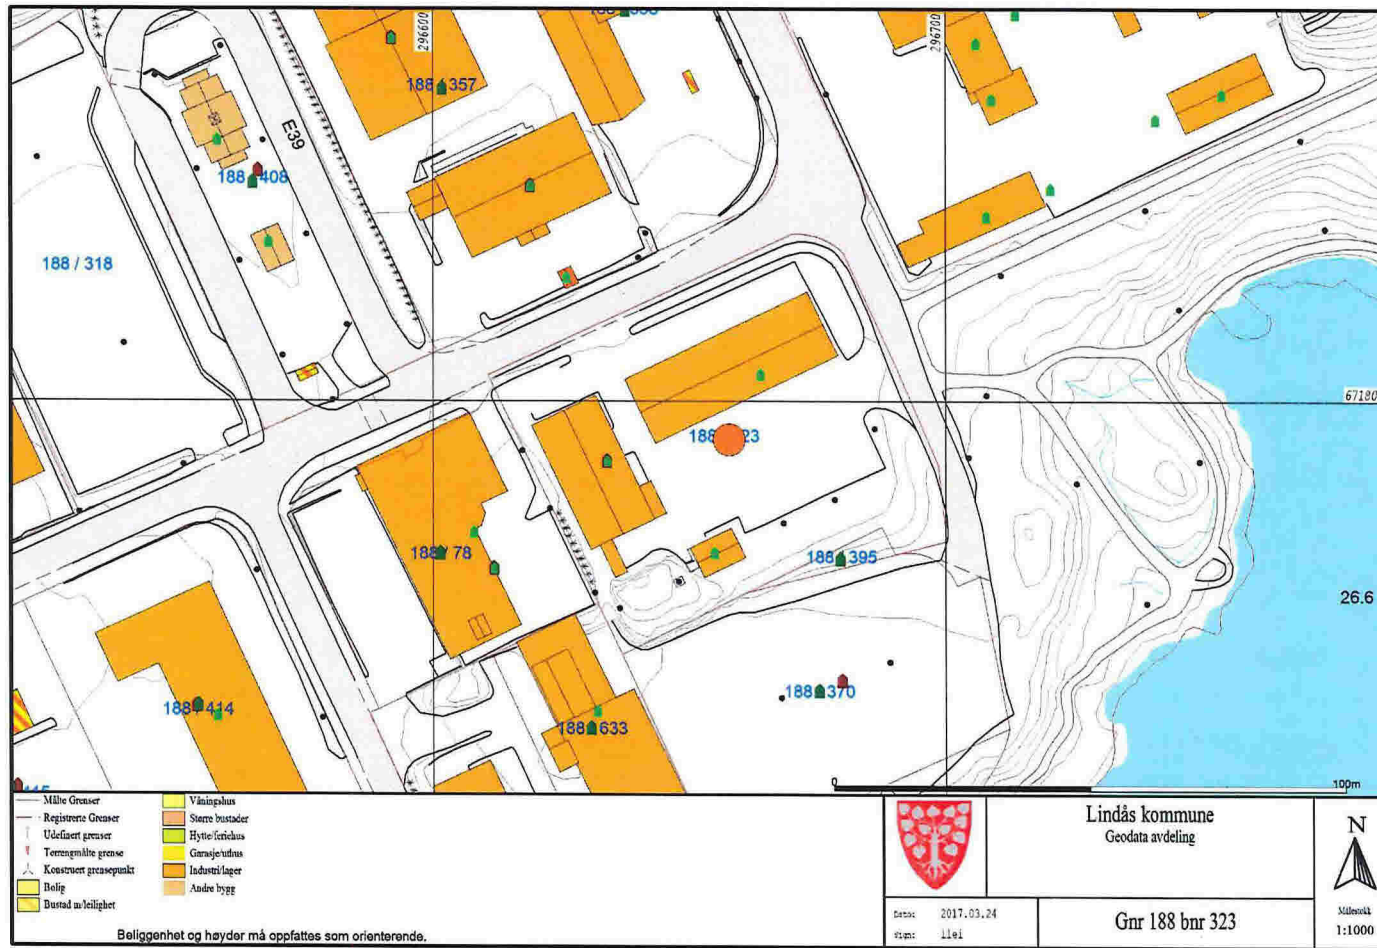 296600
296700
188 / 357
E39
188 408
188 / 318
67180
188 23
188 / 78
188 395
26.6
188 / 414
188 633
188 370
100m
Målte Grenser
Registrerte Grenser
Udefinert grenser
Terrengmålte grense
Konstruert grensepunkt
Bolig
Bustad m/leilighet
Våningshus
Større bustader
Hytte/feriehus
Garasje/uthus
Industri/lager
Andre bygg
Beliggenhet og høyder må oppfattes som orienterende.
Lindås kommune
Geodata avdeling
Dato: 2017.03.24
Sign:
Gnr 188 bnr 323
N
Målestokk
1:1000